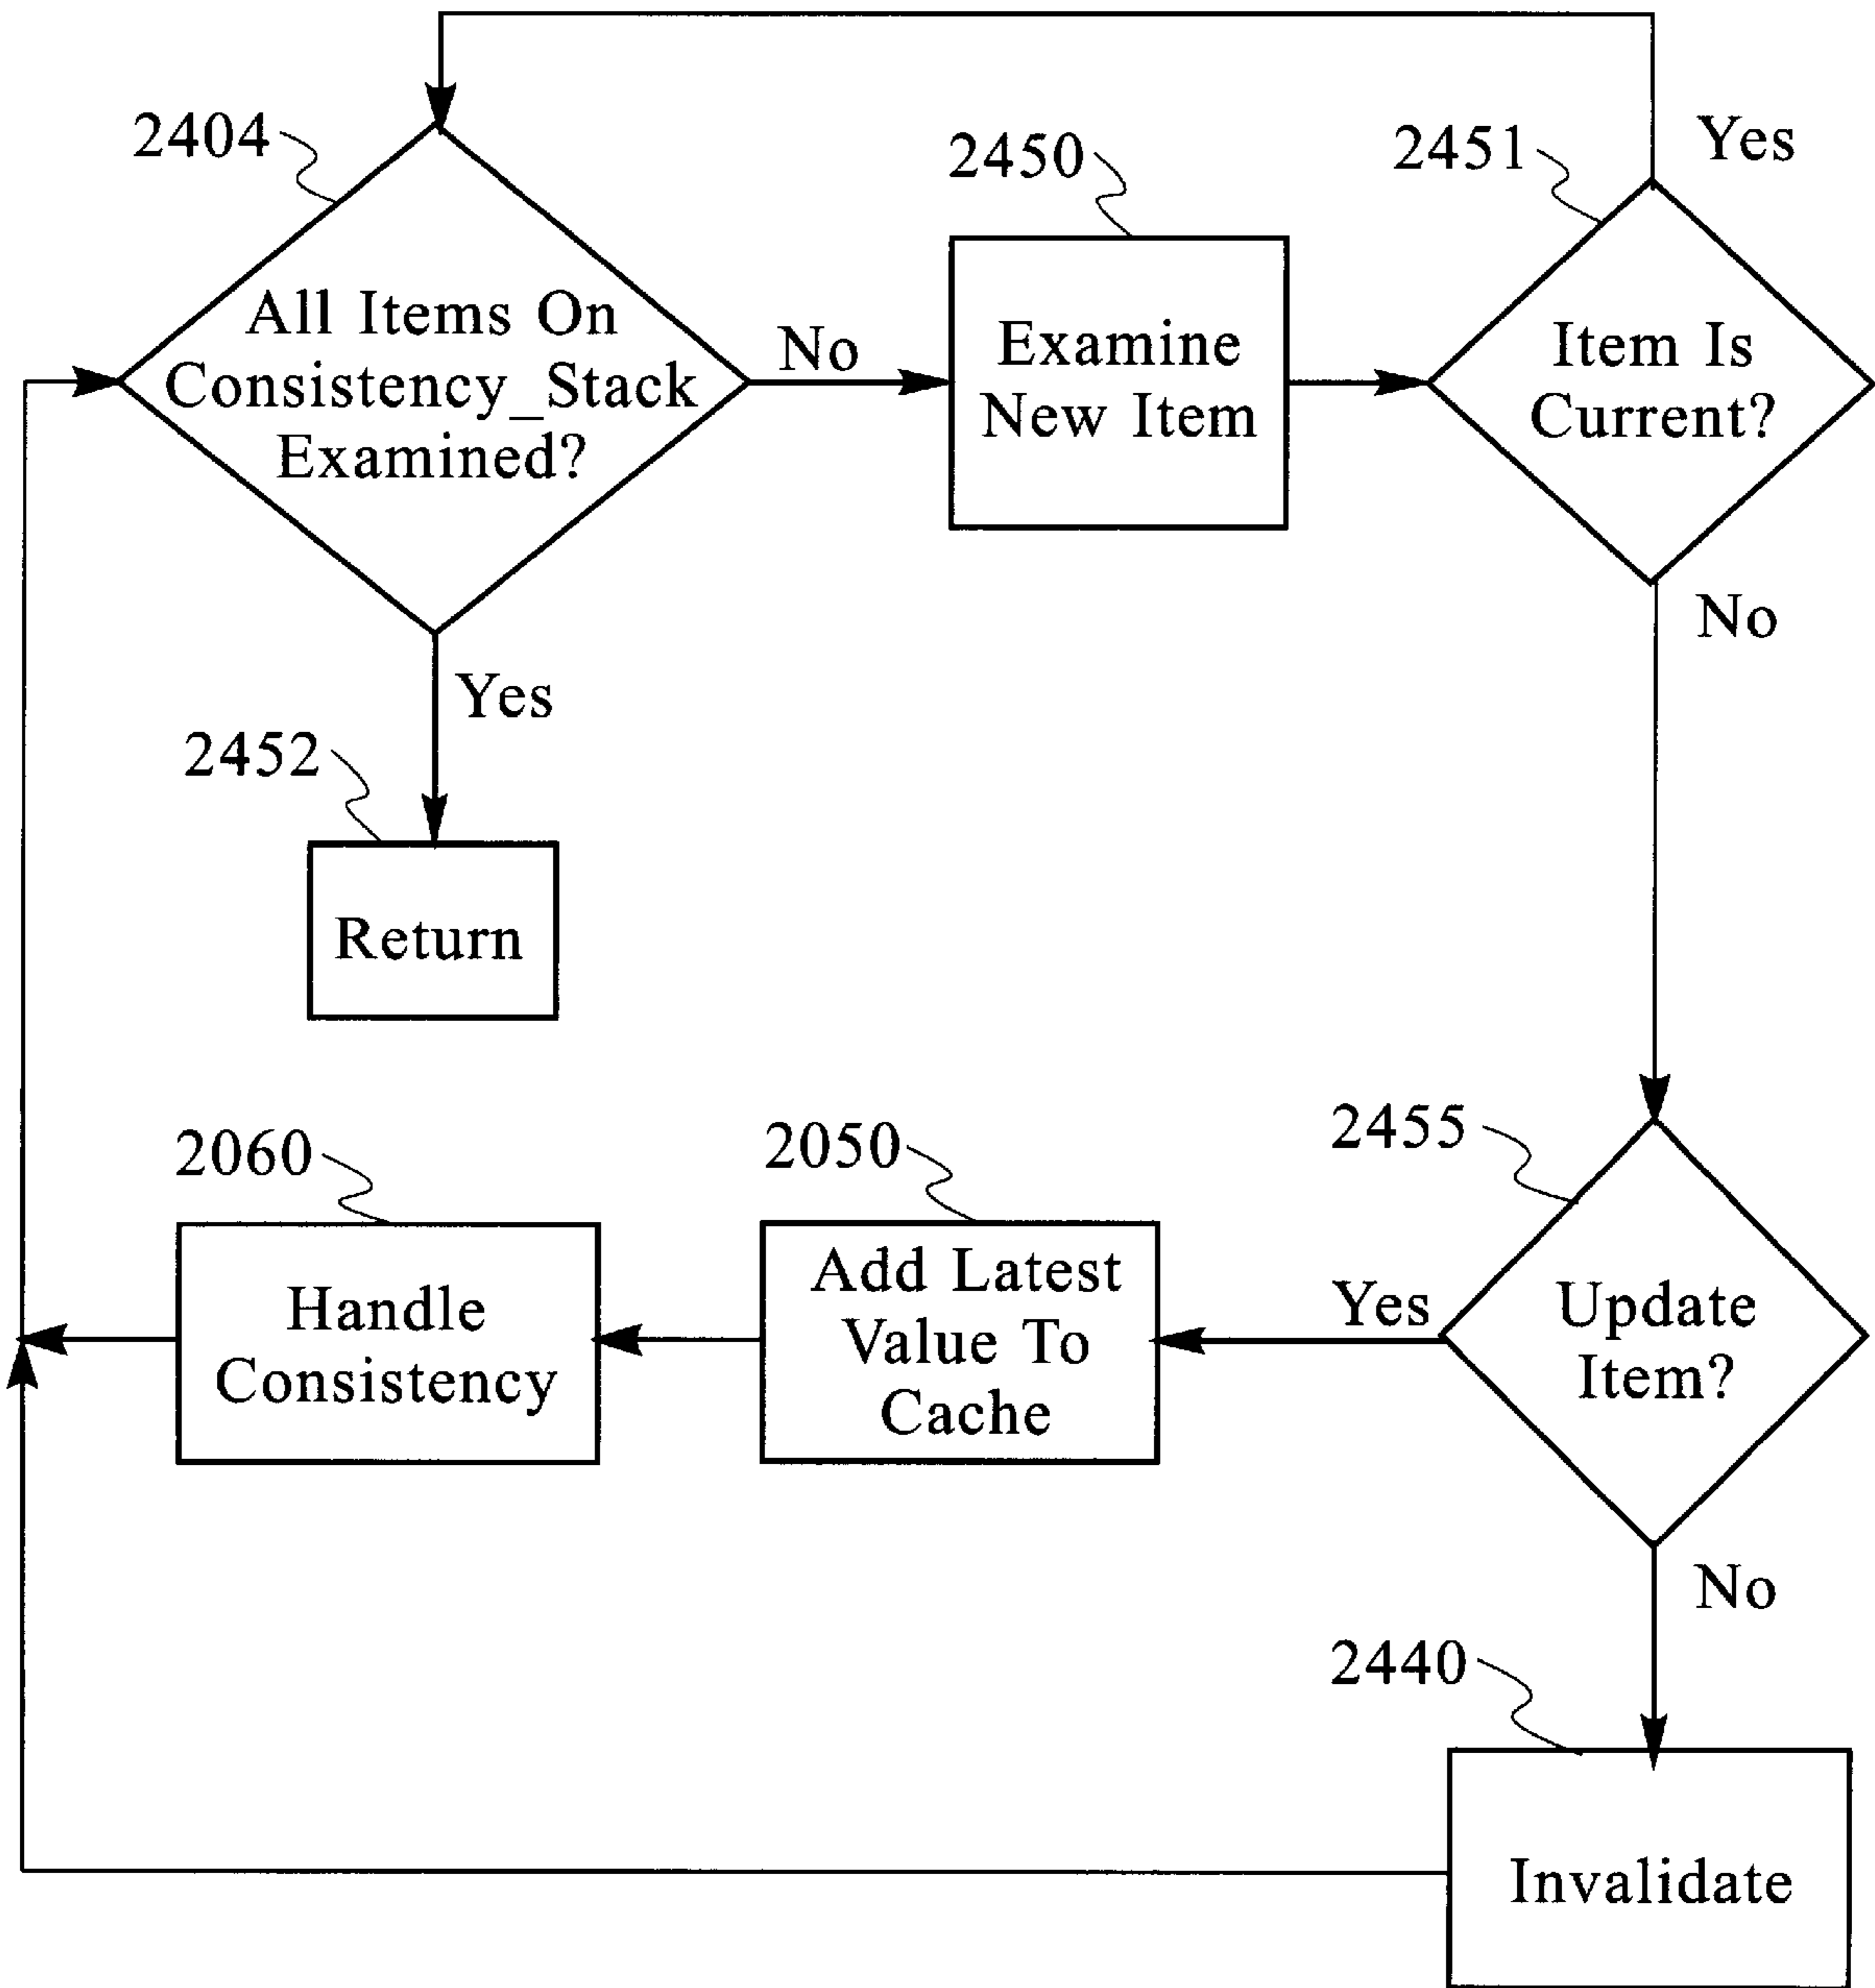 2404
All Items On
Consistency_Stack
Examined?
No
2450
Examine
New Item
2451
Yes
Item Is
Current?
No
Yes
2452
Return
2455
Update
Item?
Yes
2050
Add Latest
Value To
Cache
2060
Handle
Consistency
No
2440
Invalidate